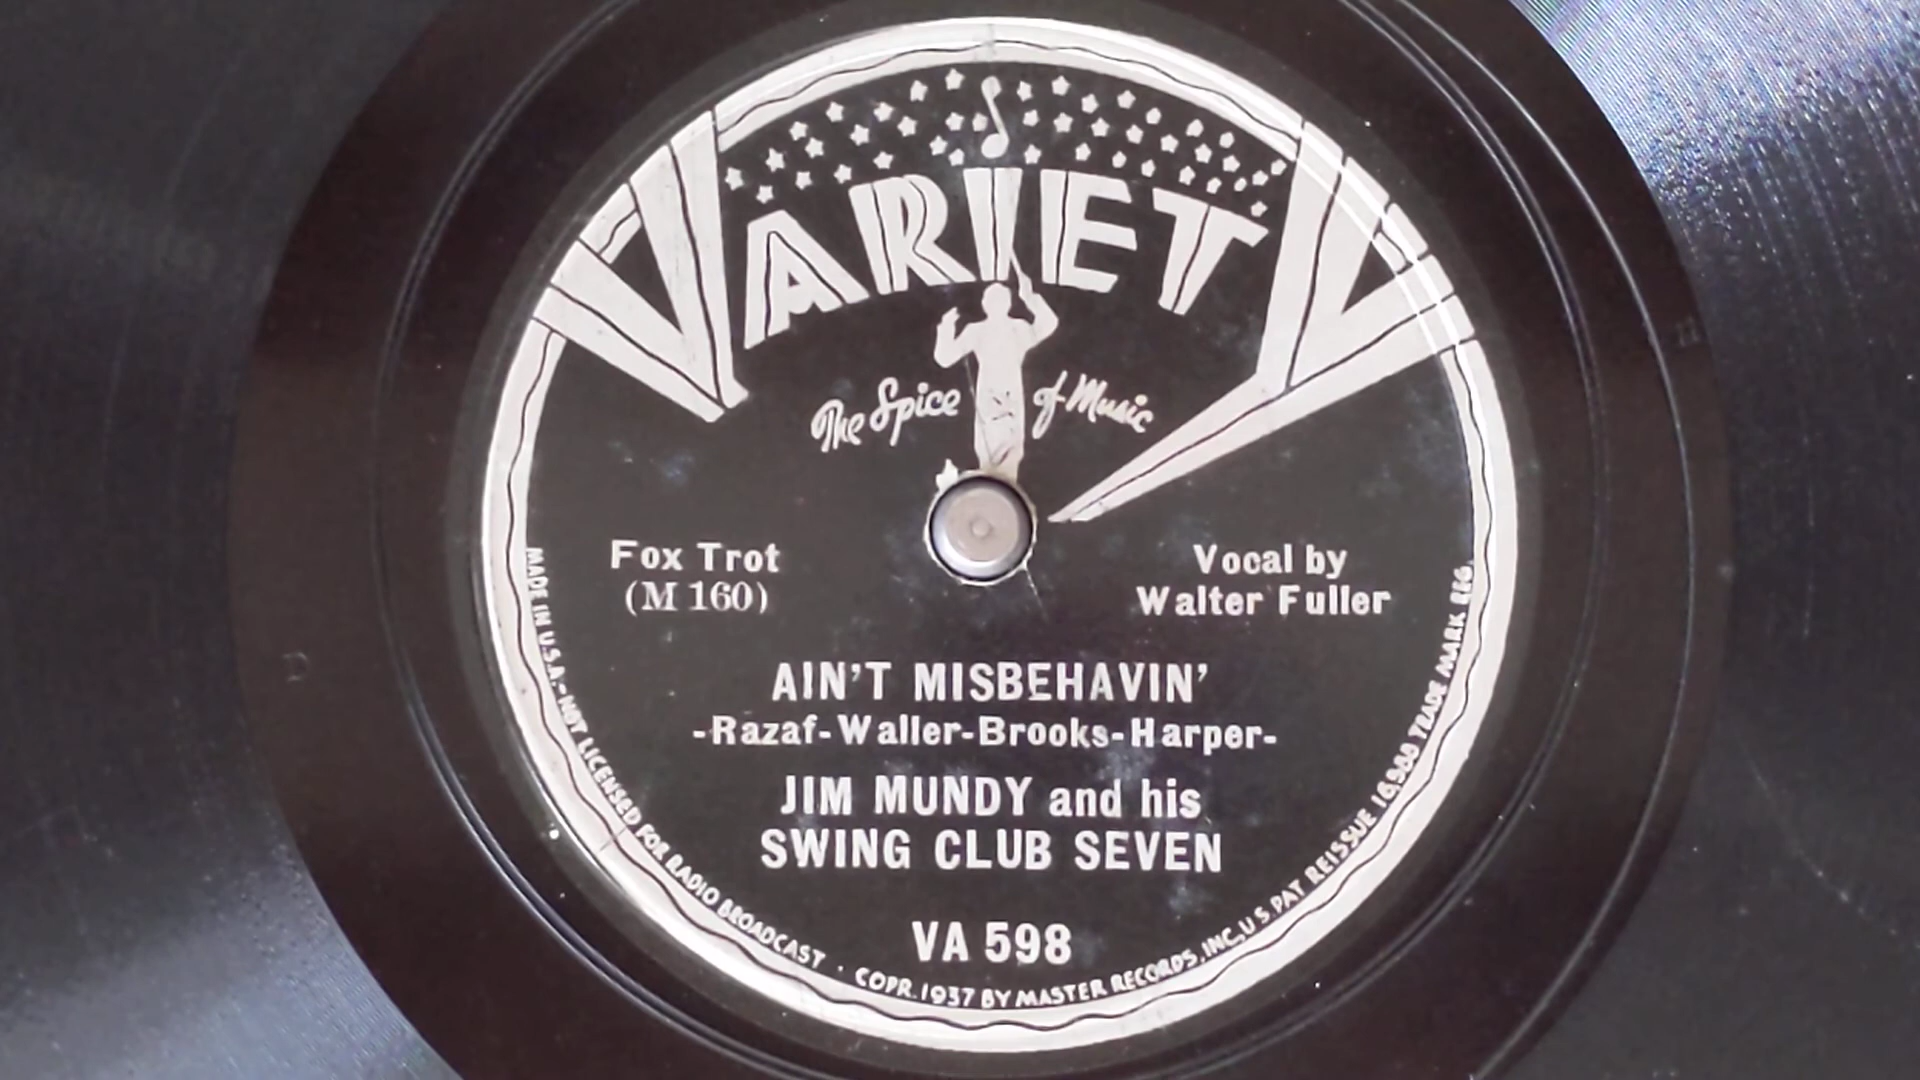 VARIETY
The Spice of Music
Fox Trot
(M 160)
Vocal by
Walter Fuller
AIN'T MISBEHAVIN'
-Razaf-Waller-Brooks-Harper-
JIM MUNDY and his
SWING CLUB SEVEN
VA 598
MADE IN U.S.A.-NOT LICENSED FOR RADIO BROADCAST · COPR. 1937 BY MASTER RECORDS, INC., U.S. PAT REISSUE 16,588 TRADE MARK REG.